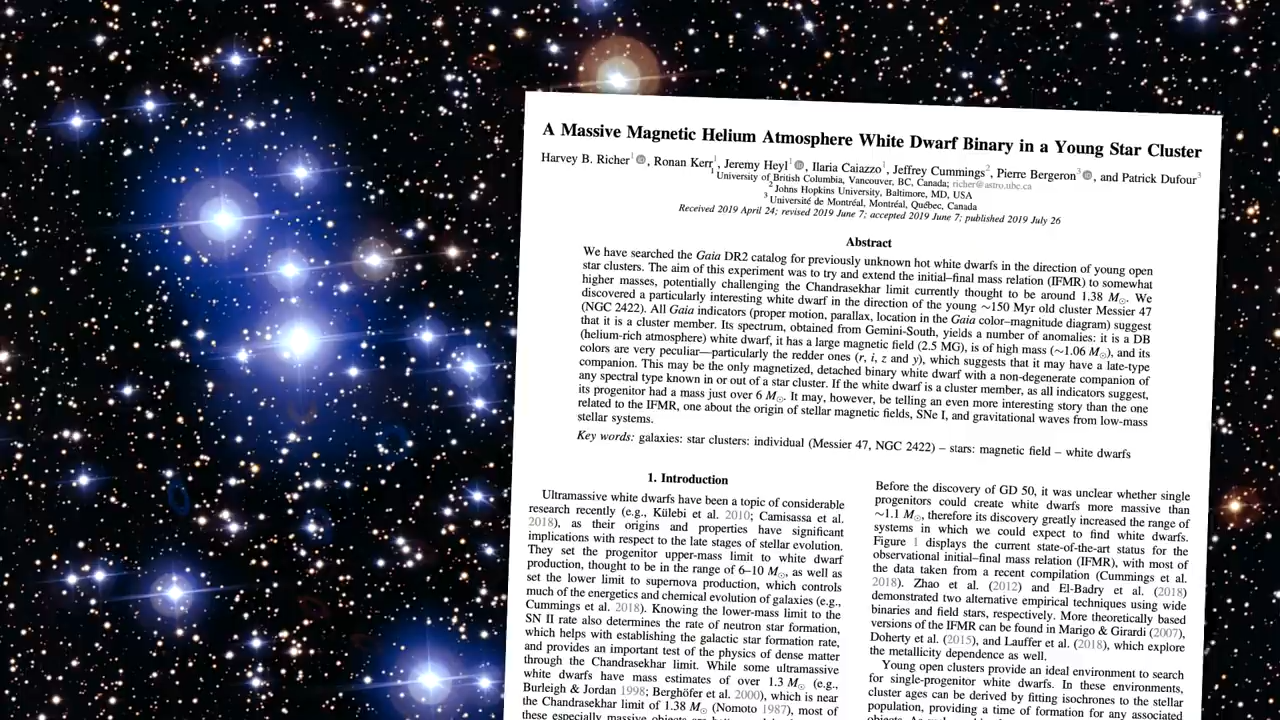 A Massive Magnetic Helium Atmosphere White Dwarf Binary in a Young Star Cluster
Harvey B. Richer1, Ronan Kerr1, Jeremy Heyl1, Ilaria Caiazzo1, Jeffrey Cummings2, Pierre Bergeron3, and Patrick Dufour3
1 University of British Columbia, Vancouver, BC, Canada; richer@astro.ubc.ca
2 Johns Hopkins University, Baltimore, MD, USA
3 Université de Montréal, Montréal, Québec, Canada
Received 2019 April 24; revised 2019 June 7; accepted 2019 June 7; published 2019 July 26
Abstract
We have searched the Gaia DR2 catalog for previously unknown hot white dwarfs in the direction of young open
star clusters. The aim of this experiment was to try and extend the initial–final mass relation (IFMR) to somewhat
higher masses, potentially challenging the Chandrasekhar limit currently thought to be around 1.38 M⊙. We
discovered a particularly interesting white dwarf in the direction of the young ~150 Myr old cluster Messier 47
(NGC 2422). All Gaia indicators (proper motion, parallax, location in the Gaia color–magnitude diagram) suggest
that it is a cluster member. Its spectrum, obtained from Gemini-South, yields a number of anomalies: it is a DB
(helium-rich atmosphere) white dwarf, it has a large magnetic field (2.5 MG), is of high mass (~1.06 M⊙), and its
colors are very peculiar—particularly the redder ones (r, i, z and y), which suggests that it may have a late-type
companion. This may be the only magnetized, detached binary white dwarf with a non-degenerate companion of
any spectral type known in or out of a star cluster. If the white dwarf is a cluster member, as all indicators suggest,
its progenitor had a mass just over 6 M⊙. It may, however, be telling an even more interesting story than the one
related to the IFMR, one about the origin of stellar magnetic fields, SNe I, and gravitational waves from low-mass
stellar systems.
Key words: galaxies: star clusters: individual (Messier 47, NGC 2422) – stars: magnetic field – white dwarfs
1. Introduction
Ultramassive white dwarfs have been a topic of considerable
research recently (e.g., Külebi et al. 2010; Camisassa et al.
2018), as their origins and properties have significant
implications with respect to the late stages of stellar evolution.
They set the progenitor upper-mass limit to white dwarf
production, thought to be in the range of 6–10 M⊙, as well as
set the lower limit to supernova production, which controls
much of the energetics and chemical evolution of galaxies (e.g.,
Cummings et al. 2018). Knowing the lower-mass limit to the
SN II rate also determines the rate of neutron star formation,
which helps with establishing the galactic star formation rate,
and provides an important test of the physics of dense matter
through the Chandrasekhar limit. While some ultramassive
white dwarfs have mass estimates of over 1.3 M⊙ (e.g.,
Burleigh & Jordan 1998; Berghöfer et al. 2000), which is near
the Chandrasekhar limit of 1.38 M⊙ (Nomoto 1987), most of
these especially massive objects are
Before the discovery of GD 50, it was unclear whether single
progenitors could create white dwarfs more massive than
~1.1 M⊙, therefore its discovery greatly increased the range of
systems in which we could expect to find white dwarfs.
Figure 1 displays the current state-of-the-art status for the
observational initial–final mass relation (IFMR), with most of
the data taken from a recent compilation (Cummings et al.
2018). Zhao et al. (2012) and El-Badry et al. (2018)
demonstrated two alternative empirical techniques using wide
binaries and field stars, respectively. More theoretically based
versions of the IFMR can be found in Marigo & Girardi (2007),
Doherty et al. (2015), and Lauffer et al. (2018), which explore
the metallicity dependence as well.
Young open clusters provide an ideal environment to search
for single-progenitor white dwarfs. In these environments,
cluster ages can be derived by fitting isochrones to the stellar
population, providing a time of formation for any associated